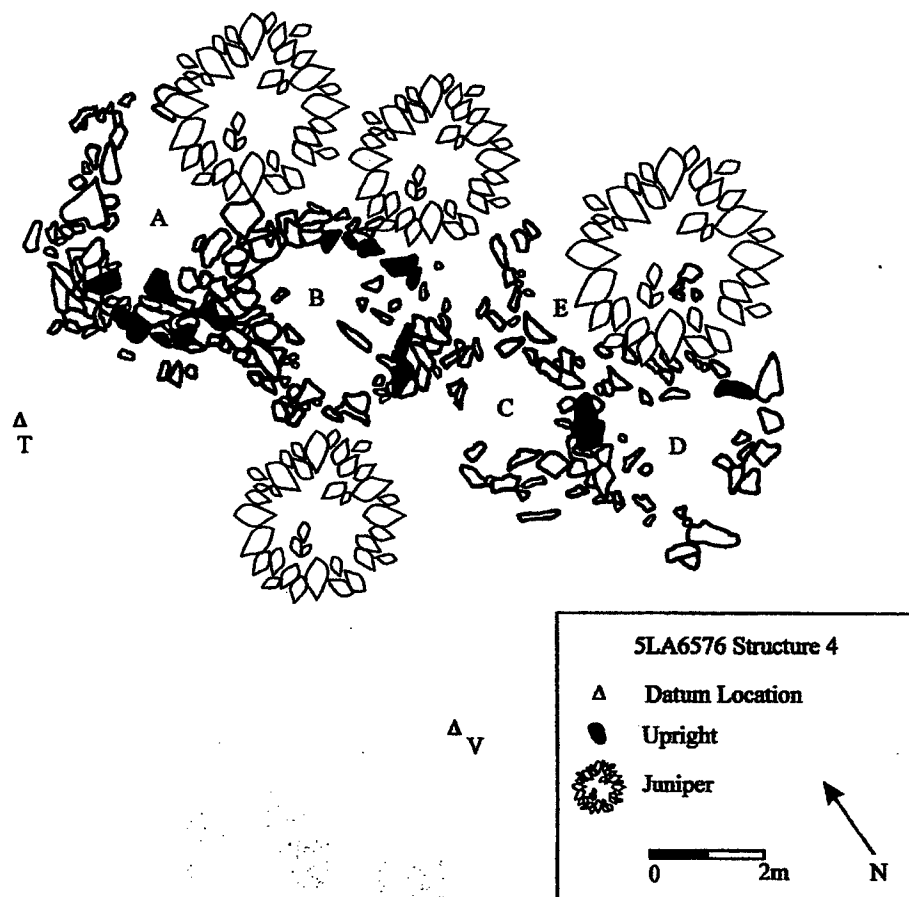 A
B
E
C
D
Δ
T
Δ
V
5LA6576 Structure 4
Δ Datum Location
Upright
Juniper
0 2m
N